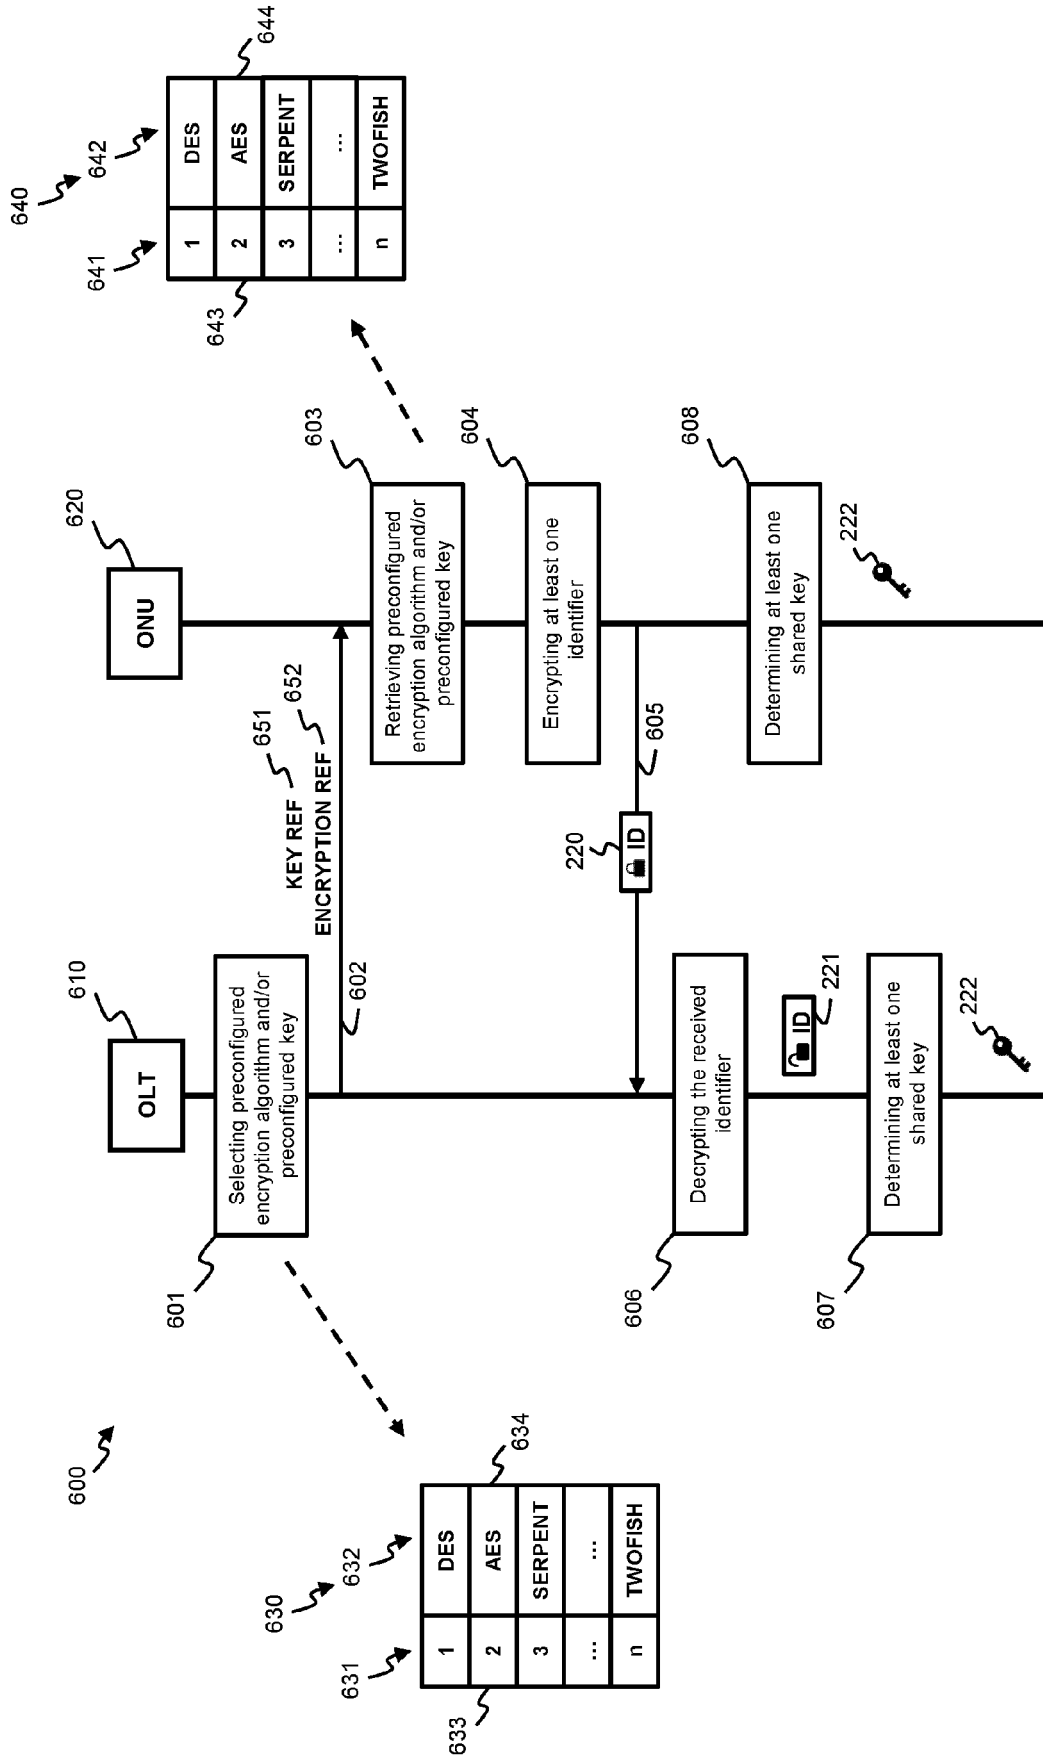 600
610
OLT
620
ONU
640
641
642
1
DES
2
AES
3
SERPENT
...
...
n
TWOFISH
643
644
601
Selecting preconfigured
encryption algorithm and/or
preconfigured key
KEY REF
651
ENCRYPTION REF
652
602
603
Retrieving preconfigured
encryption algorithm and/or
preconfigured key
630
631
632
1
DES
2
AES
3
SERPENT
...
...
n
TWOFISH
633
634
604
Encrypting at least one
identifier
220
ID
605
606
Decrypting the received
identifier
608
Determining at least one
shared key
ID
221
607
Determining at least one
shared key
222
222